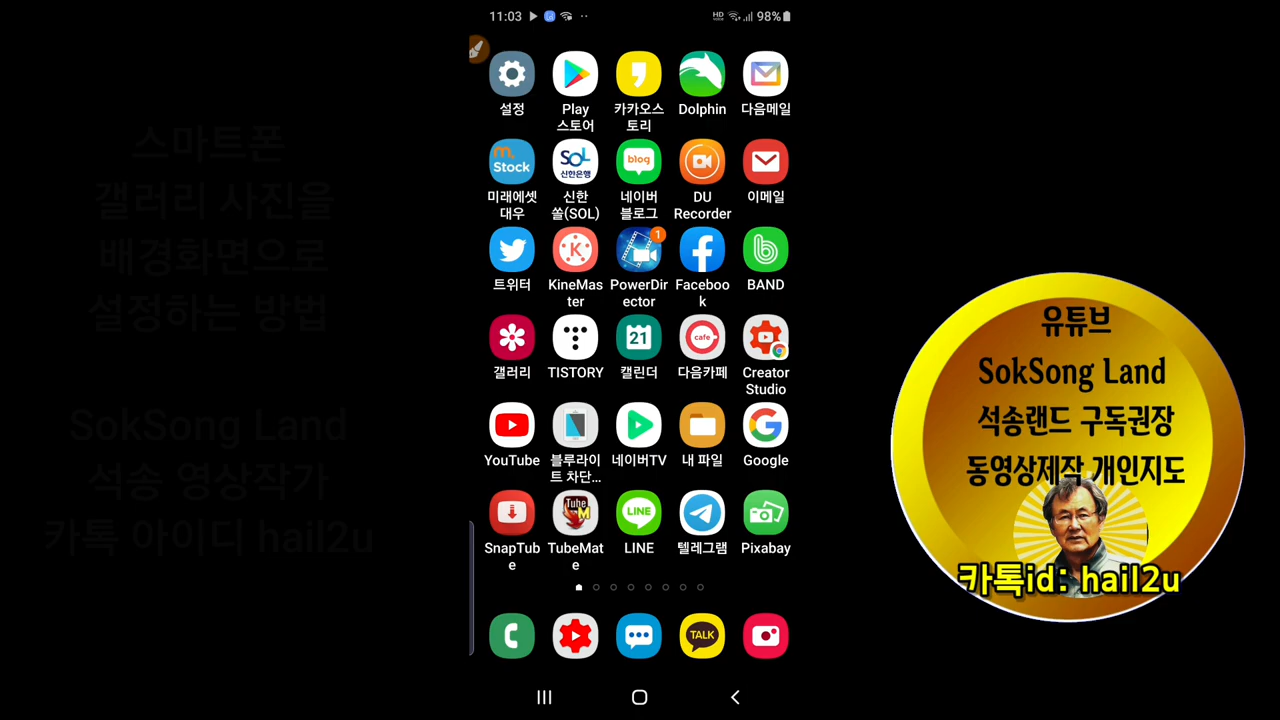 11:03
HD VOICE
98%
설정
Play 스토어
카카오스토리
Dolphin
다음메일
m.Stock
SOL 신한은행
blog
미래에셋 대우
신한 쏠(SOL)
네이버 블로그
DU Recorder
이메일
1
트위터
KineMaster
PowerDirector
Facebook
BAND
21
cafe
갤러리
TISTORY
캘린더
다음카페
Creator Studio
YouTube
블루라이트 차단...
네이버TV
내 파일
Google
Tube M
LINE
SnapTube
TubeMate
LINE
텔레그램
Pixabay
TALK
스마트폰
갤러리 사진을
배경화면으로
설정하는 방법
SokSong Land
석송 영상작가
카톡 아이디 hail2u
유튜브
SokSong Land
석송랜드 구독권장
동영상제작 개인지도
카톡id: hail2u